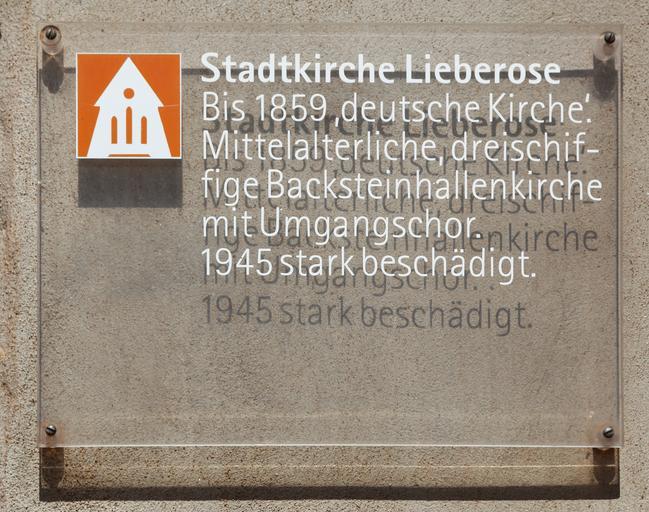 Stadtkirche Lieberose
Bis 1859 ‚deutsche Kirche‘.
Mittelalterliche, dreischif-
fige Backsteinhallenkirche
mit Umgangschor.
1945 stark beschädigt.